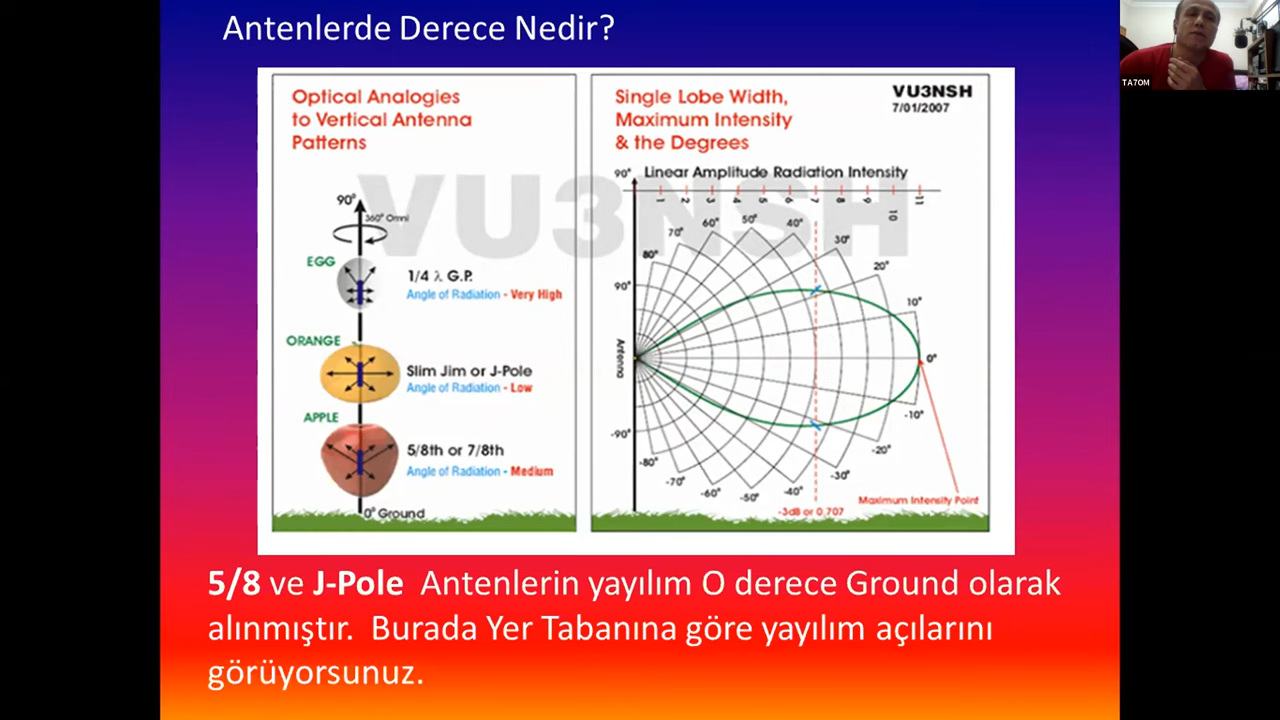 Antenlerde Derece Nedir?
TA7OM
Optical Analogies
to Vertical Antenna
Patterns
90°
360° Omni
EGG
1/4 λ G.P.
Angle of Radiation - Very High
ORANGE
Slim Jim or J-Pole
Angle of Radiation - Low
APPLE
5/8th or 7/8th
Angle of Radiation - Medium
0° Ground
VU3NSH
Single Lobe Width,
Maximum Intensity
& the Degrees
VU3NSH
7/01/2007
90° Linear Amplitude Radiation Intensity
1 2 3 4 5 6 7 8 9 10 11
90° 80° 70° 60° 50° 40° 30° 20° 10° 0°
Antenna
-90° -80° -70° -60° -50° -40° -30° -20° -10°
Maximum Intensity Point
-3dB or 0.707
5/8 ve J-Pole Antenlerin yayılım O derece Ground olarak
alınmıştır. Burada Yer Tabanına göre yayılım açılarını
görüyorsunuz.